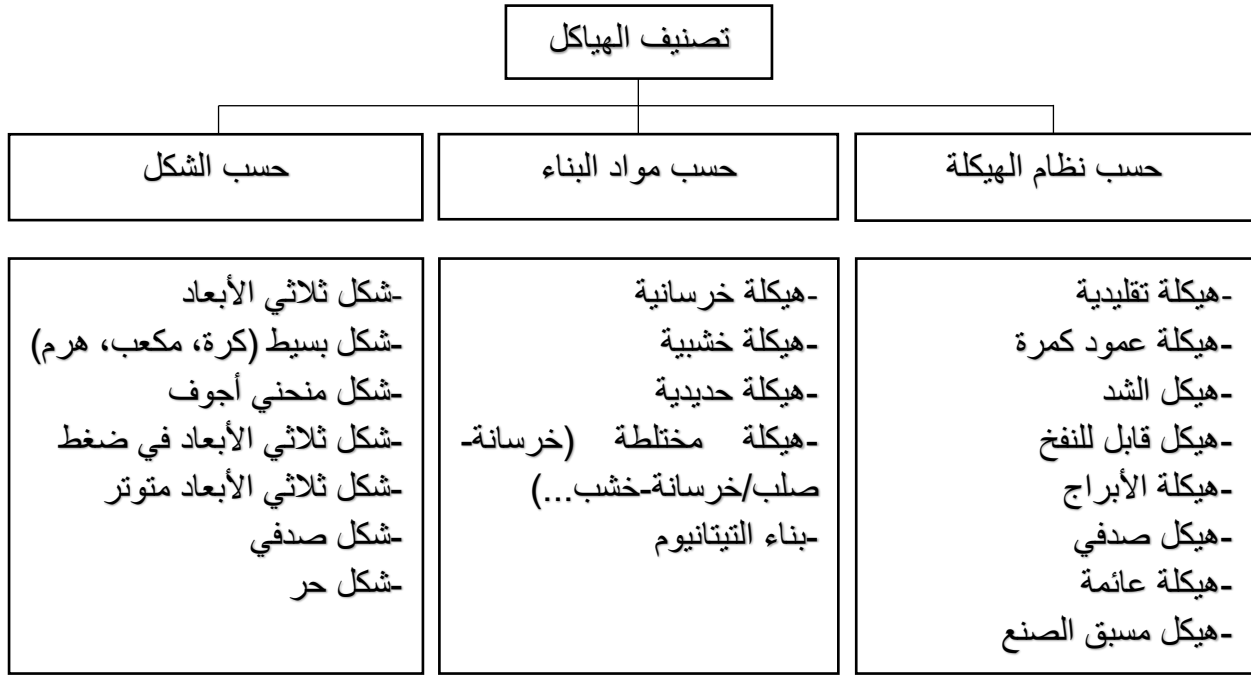 تصنيف الهياكل
حسب نظام الهيكلة
حسب مواد البناء
حسب الشكل
-هيكلة تقليدية
-هيكلة عمود كمرة
-هيكل الشد
-هيكل قابل للنفخ
-هيكلة الأبراج
-هيكل صدفي
-هيكلة عائمة
-هيكل مسبق الصنع
-هيكلة خرسانية
-هيكلة خشبية
-هيكلة حديدية
-هيكلة مختلطة (خرسانة-
صلب/خرسانة-خشب...)
-بناء التيتانيوم
-شكل ثلاثي الأبعاد
-شكل بسيط (كرة، مكعب، هرم)
-شكل منحني أجوف
-شكل ثلاثي الأبعاد في ضغط
-شكل ثلاثي الأبعاد متوتر
-شكل صدفي
-شكل حر